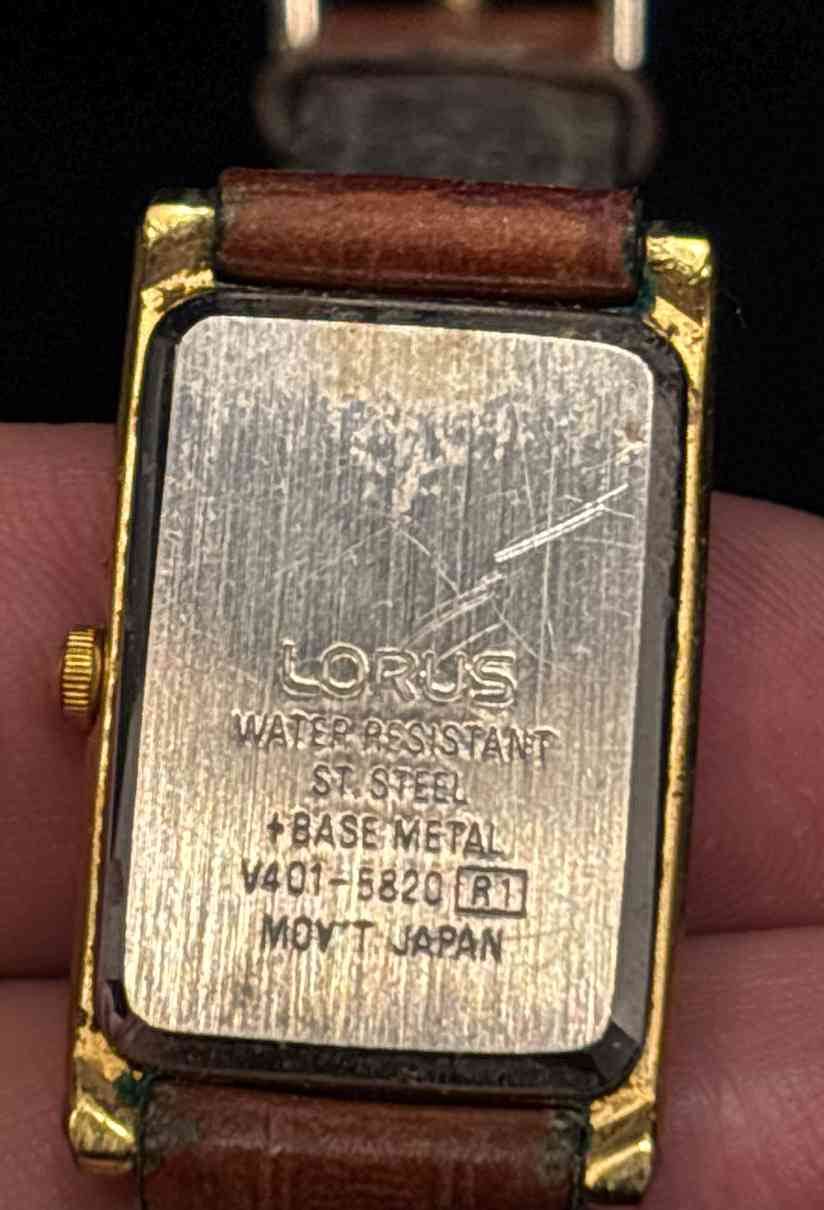 LORUS
WATER RESISTANT
ST. STEEL
+BASE METAL
V401-5820 R1
MOV'T JAPAN